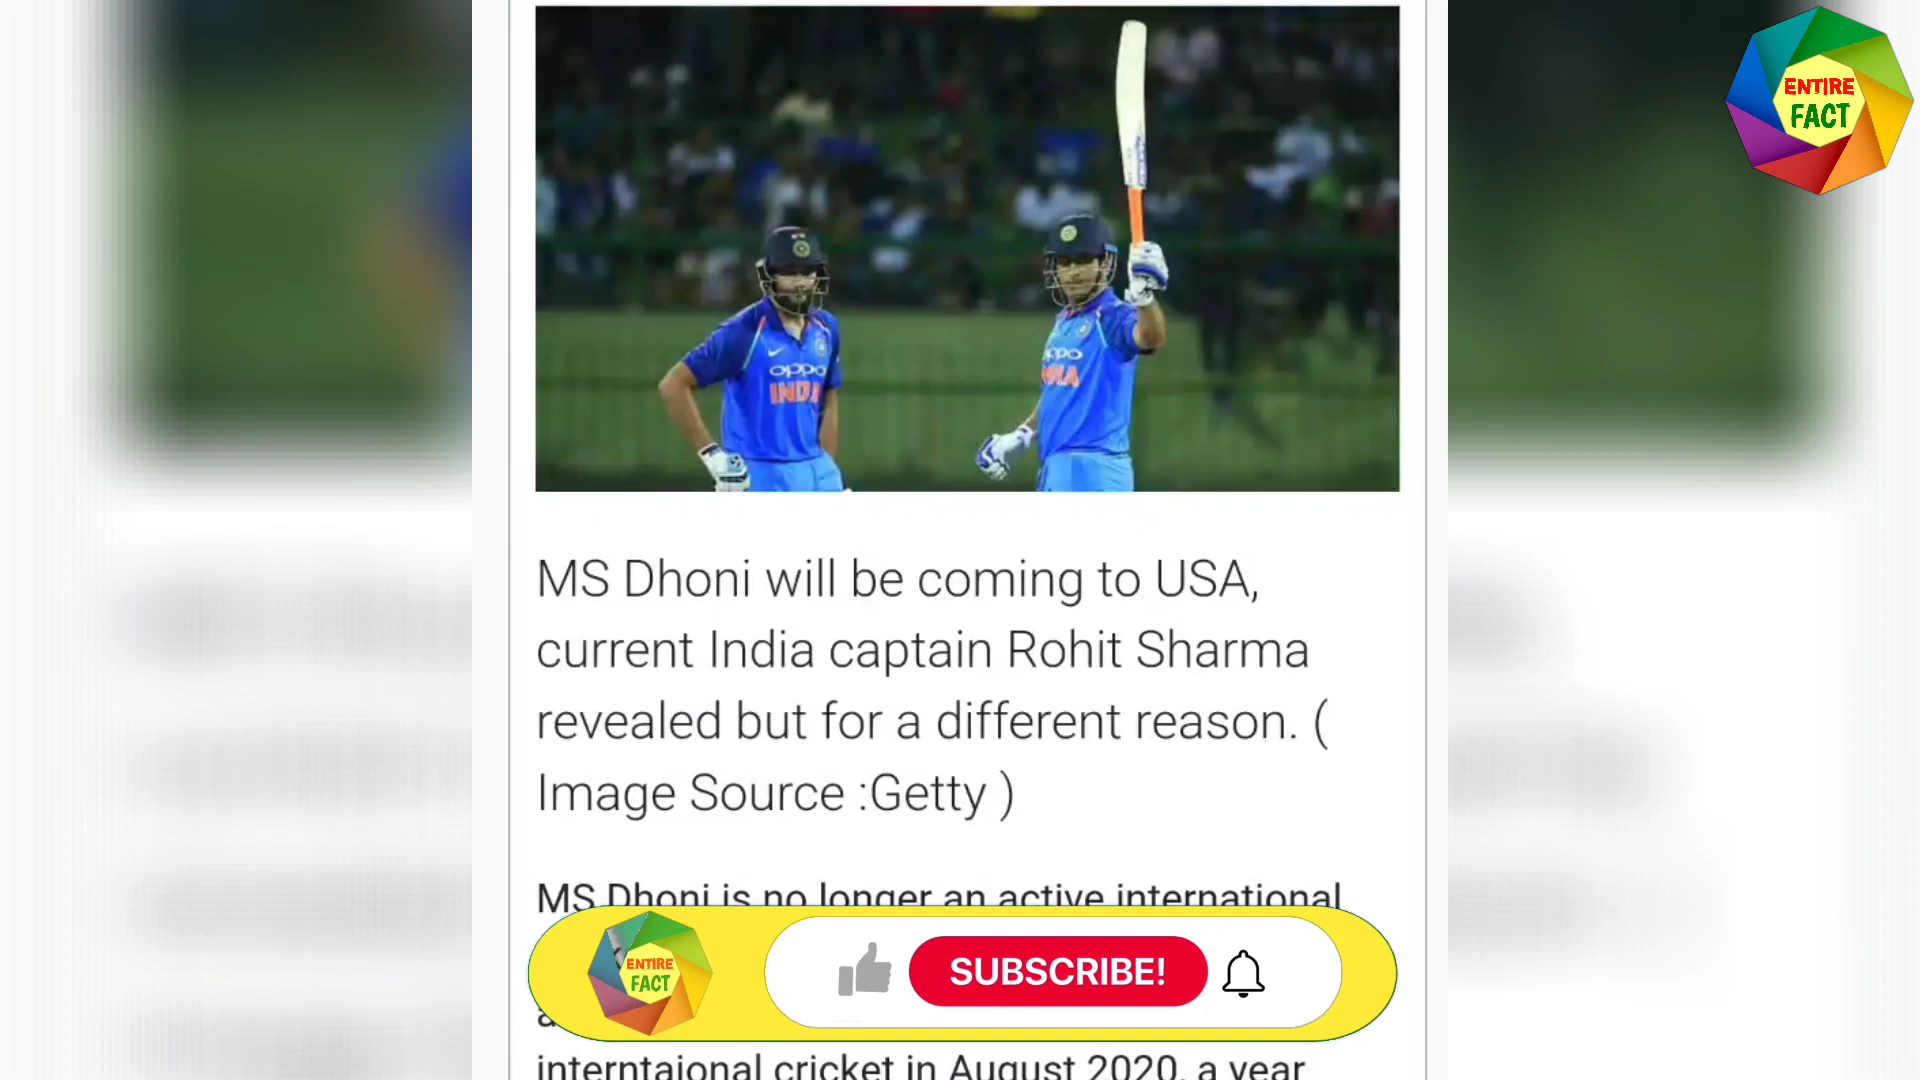 ENTIRE
FACT
oppo
INDIA
oppo
MS Dhoni will be coming to USA,
current India captain Rohit Sharma
revealed but for a different reason. (
Image Source :Getty )
MS Dhoni is no longer an active international
ENTIRE
FACT
SUBSCRIBE!
interntaional cricket in August 2020, a year